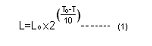 L=L₀×2^((T₀-T)/10) ------- (1)